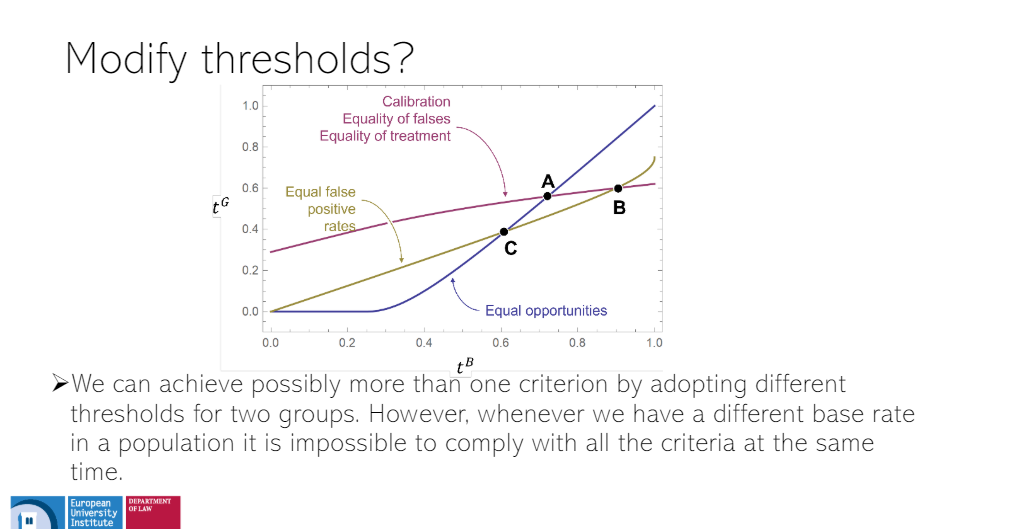 Modify thresholds?
Calibration
Equality of falses
Equality of treatment
Equal false
positive
rates
Equal opportunities
A
B
C
1.0
0.8
0.6
0.4
0.2
0.0
0.0 0.2 0.4 0.6 0.8 1.0
t^G
t^B
➢We can achieve possibly more than one criterion by adopting different
thresholds for two groups. However, whenever we have a different base rate
in a population it is impossible to comply with all the criteria at the same
time.
European
University
Institute
DEPARTMENT
OF LAW